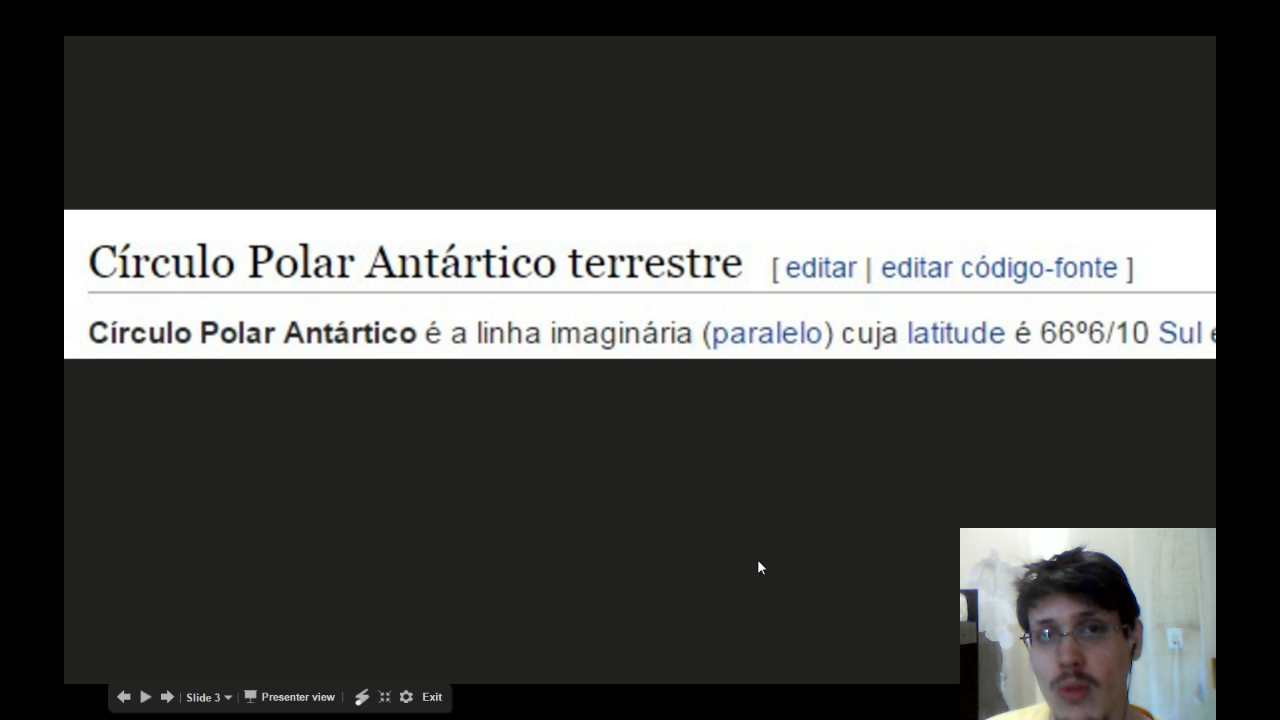 Círculo Polar Antártico terrestre [ editar | editar código-fonte ]
Círculo Polar Antártico é a linha imaginária (paralelo) cuja latitude é 66º6/10 Sul e
Slide 3 Presenter view Exit